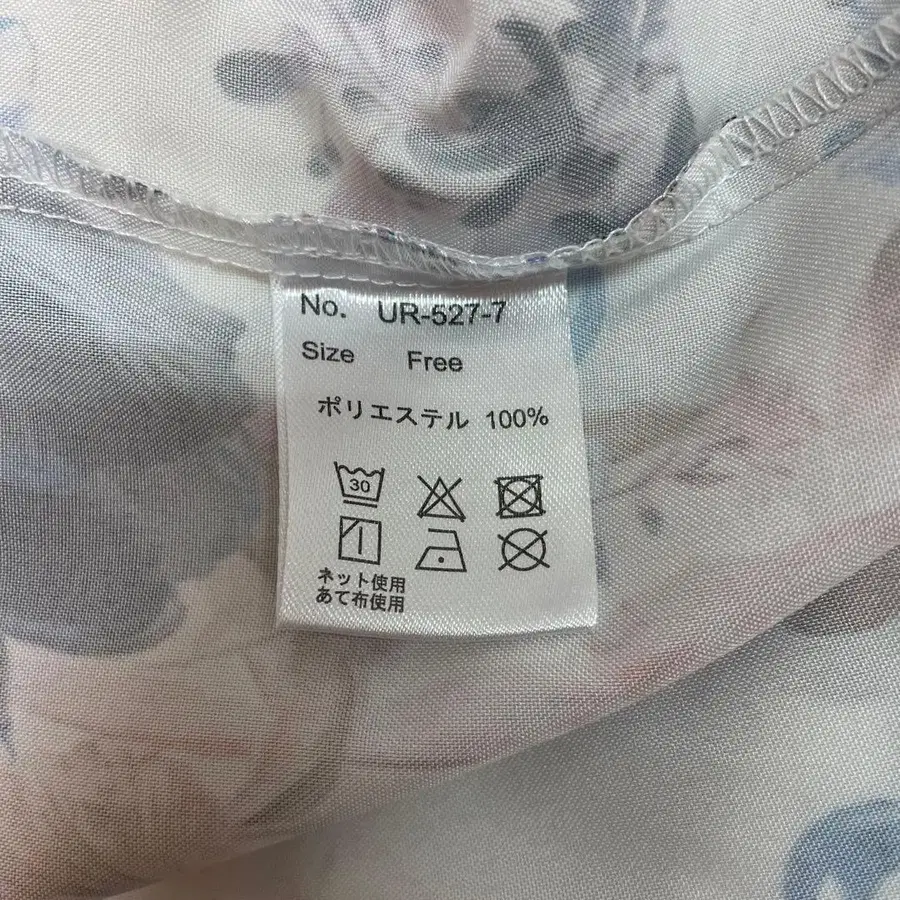 No. UR-527-7
Size Free
ポリエステル 100%
30
ネット使用
あて布使用